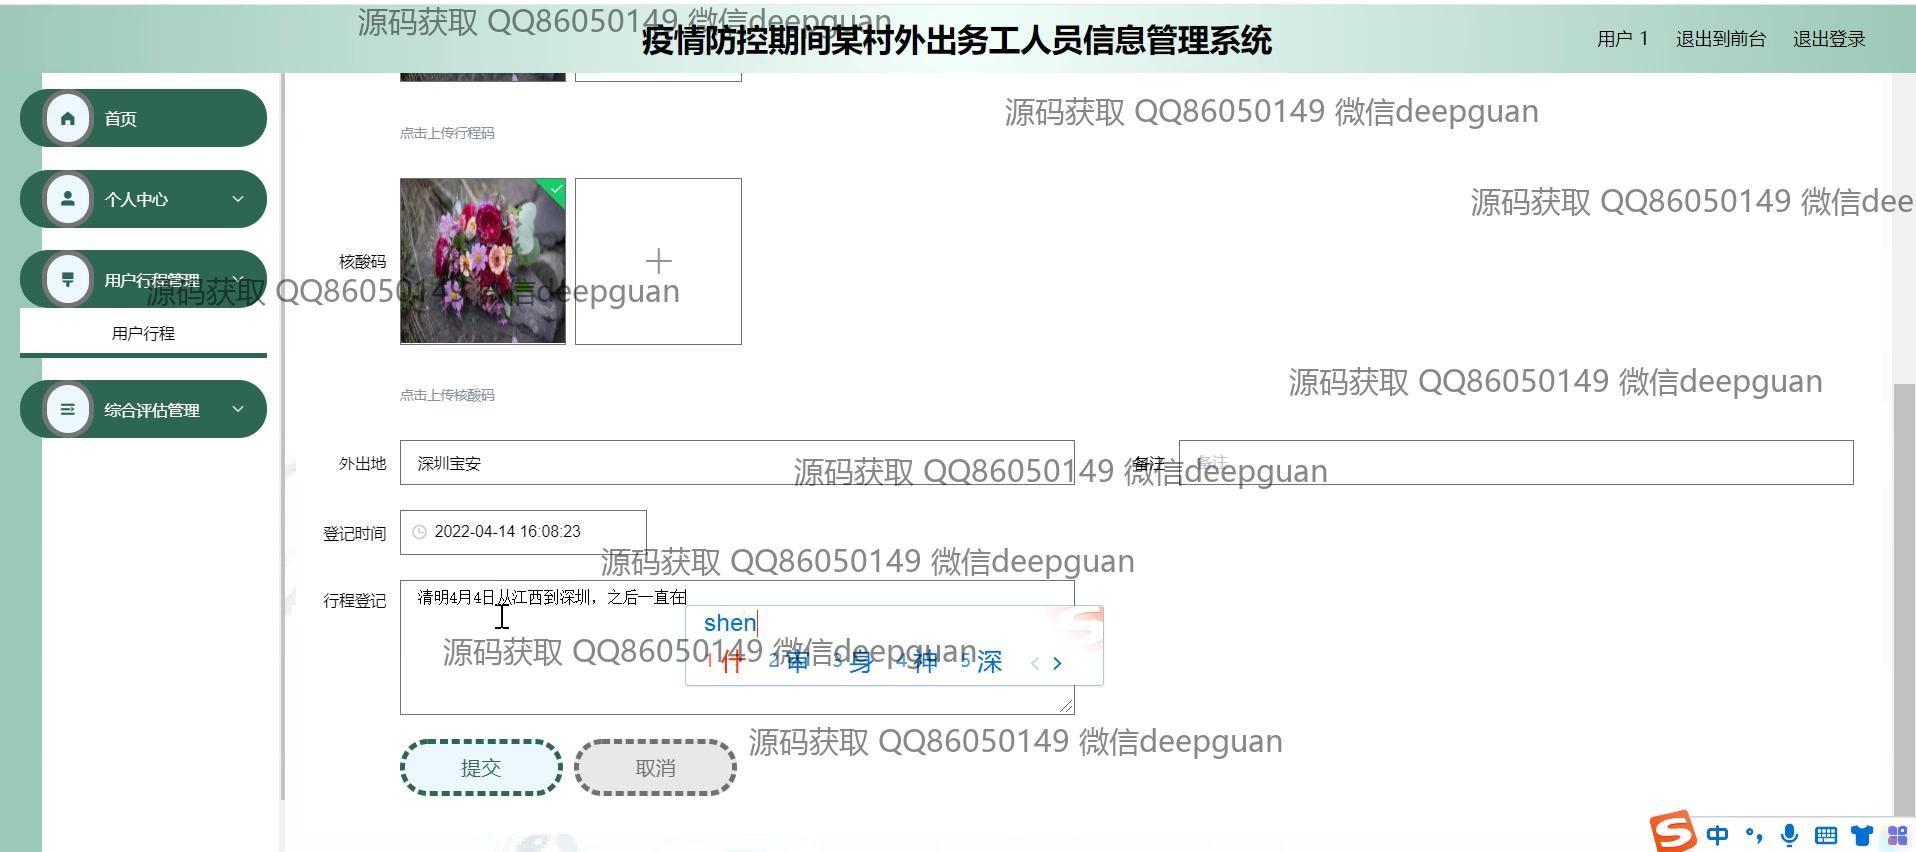 源码获取 QQ86050149 微信deepguan
疫情防控期间某村外出务工人员信息管理系统
用户 1 退出到前台 退出登录
首页
点击上传行程码
源码获取 QQ86050149 微信deepguan
个人中心
源码获取 QQ86050149 微信dee
核酸码
用户行程管理
源码获取 QQ86050149 微信deepguan
用户行程
点击上传核酸码
源码获取 QQ86050149 微信deepguan
综合评估管理
外出地 深圳宝安
备注 备注
源码获取 QQ86050149 微信deepguan
登记时间 2022-04-14 16:08:23
源码获取 QQ86050149 微信deepguan
行程登记 清明4月4日从江西到深圳，之后一直在
shen
源码获取 QQ86050149 微信deepguan
1 什 2 审 3 身 4 神 5 深
源码获取 QQ86050149 微信deepguan
提交 取消
中